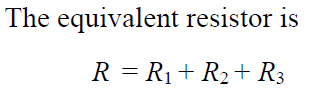 The equivalent resistor is
R = R₁ + R₂ + R₃